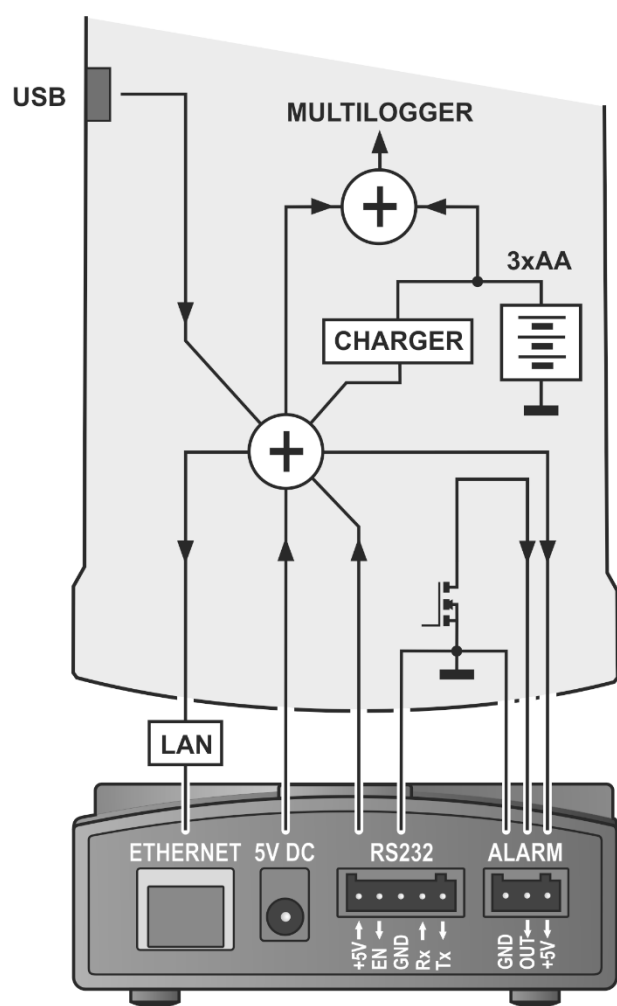 USB
MULTILOGGER
3xAA
CHARGER
LAN
ETHERNET 5V DC RS232 ALARM
+5V
EN
GND
Rx
Tx
GND
OUT
+5V